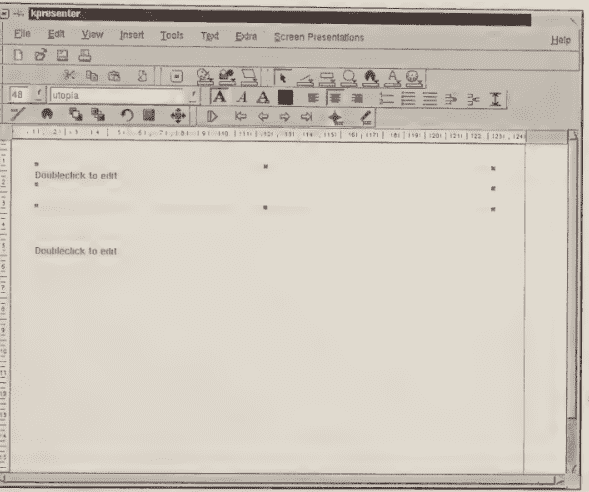 kpresenter
File Edit View Insert Tools Text Extra Screen Presentations Help
48 utopia A A A
Doubleclick to edit
Doubleclick to edit